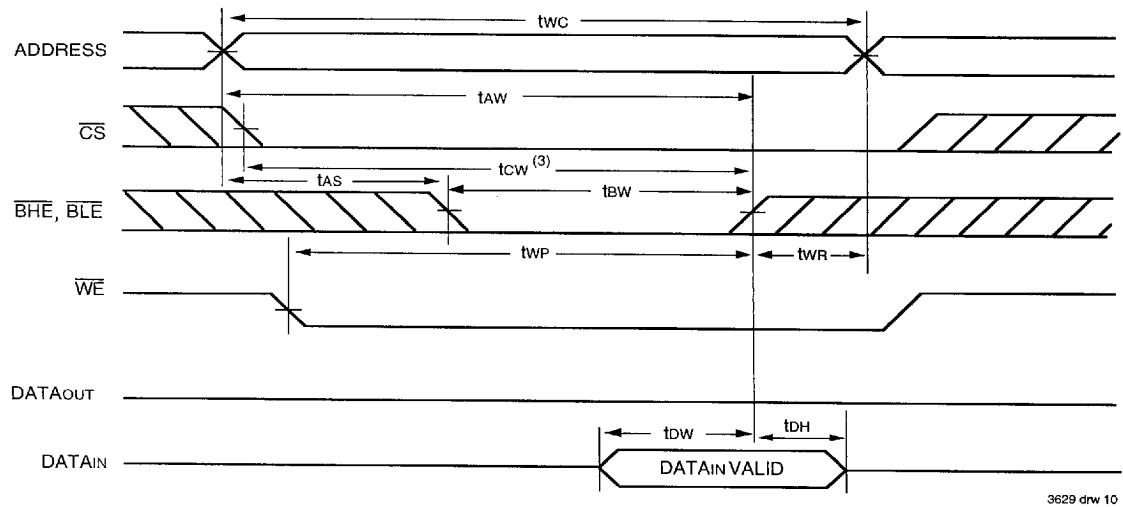 tWC
ADDRESS
tAW
CS
tCW (3)
tAS
tBW
BHE, BLE
tWP
tWR
WE
DATAOUT
tDW
tDH
DATAIN
DATAIN VALID
3629 drw 10